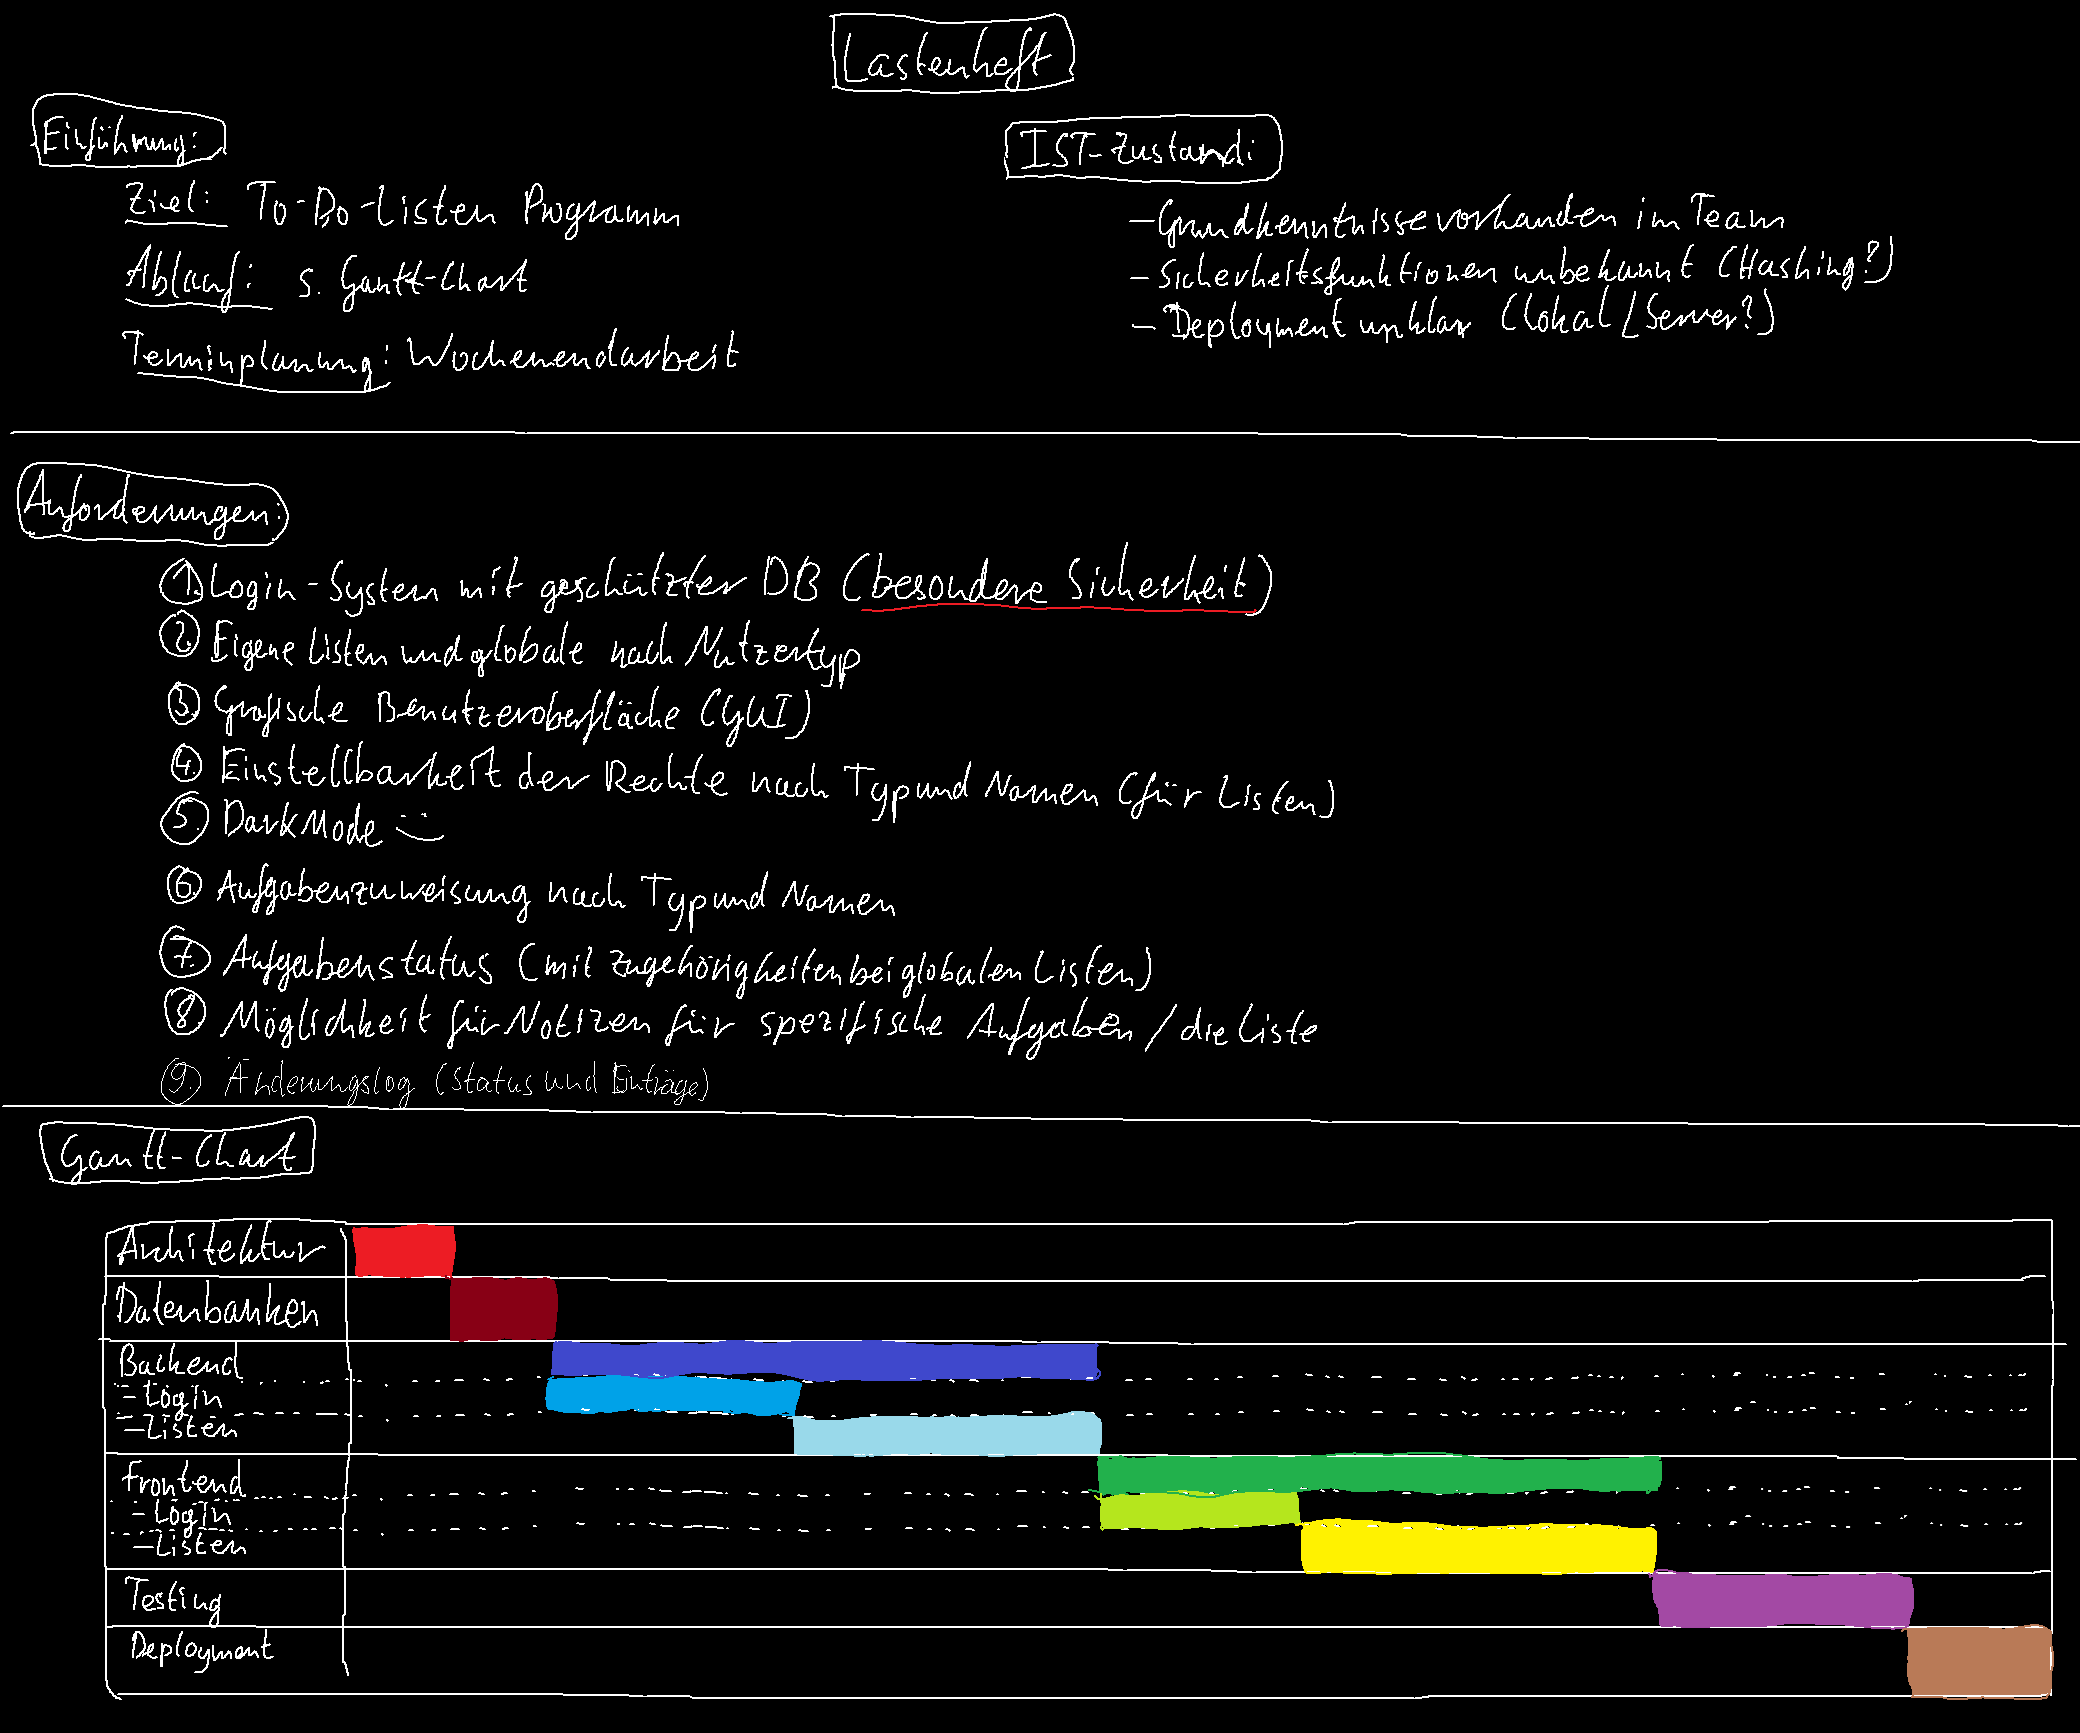 Lastenheft
Einführung:
Ziel: To-Do-Listen Programm
Ablauf: s. Gantt-Chart
Terminplanung: Wochenendarbeit
IST-Zustand:
- Grundkenntnisse vorhanden im Team
- Sicherheitsfunktionen unbekannt (Hashing?)
- Deployment unklar (lokal/Server?)
Anforderungen:
1. Login-System mit geschützter DB (besondere Sicherheit)
2. Eigene Listen und globale nach Nutzertyp
3. Grafische Benutzeroberfläche (GUI)
4. Einstellbarkeit der Rechte nach Typ und Namen (für Listen)
5. DarkMode :)
6. Aufgabenzuweisung nach Typ und Namen
7. Aufgabenstatus (mit Zugehörigkeiten bei globalen Listen)
8. Möglichkeit für Notizen für spezifische Aufgaben / die Liste
9. Änderungslog (Status und Einträge)
Gantt-Chart
Architektur
Datenbanken
Backend
- Login
- Listen
Frontend
- Login
- Listen
Testing
Deployment